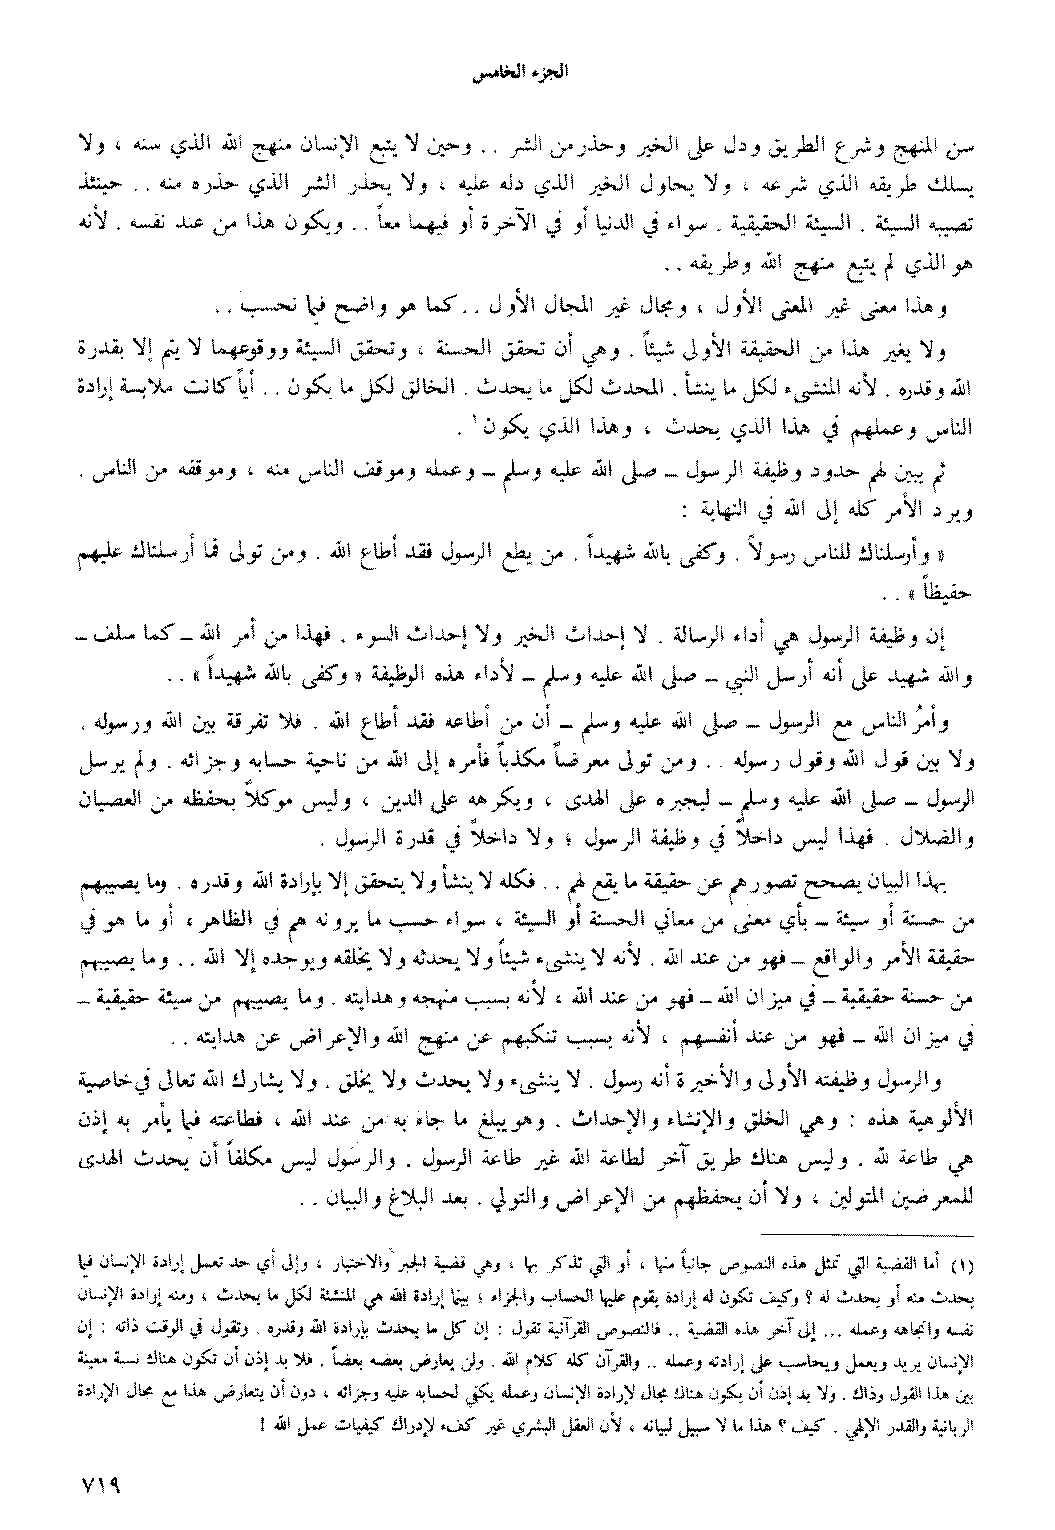 الجزء الخامس
سن المنهج وشرع الطريق ودل على الخير وحذر من الشر .. وحين لا يتبع الإنسان منهج الله الذي سنه ، ولا
يسلك طريقه الذي شرعه ، ولا يحاول الخير الذي دله عليه ، ولا يحذر الشر الذي حذره منه .. حينئذ
تصيبه السيئة . السيئة الحقيقية . سواء في الدنيا أو في الآخرة أو فيهما معاً .. ويكون هذا من عند نفسه . لأنه
هو الذي لم يتبع منهج الله وطريقه ..
وهذا معنى غير المعنى الأول ، ومجال غير المجال الأول .. كما هو واضح فيما نحسب ..
ولا يغير هذا من الحقيقة الأولى شيئاً . وهي أن تحقق الحسنة ، وتحقق السيئة ووقوعهما لا يتم إلا بقدرة
الله وقدره . لأنه المنشىء لكل ما ينشأ . المحدث لكل ما يحدث . الخالق لكل ما يكون .. أياً كانت ملابسة إرادة
الناس وعملهم في هذا الذي يحدث ، وهذا الذي يكون ١ .
ثم يبين لهم حدود وظيفة الرسول – صلى الله عليه وسلم – وعمله وموقف الناس منه ، وموقفه من الناس .
ويرد الأمر كله إلى الله في النهاية :
« وأرسلناك للناس رسولاً . وكفى بالله شهيداً . من يطع الرسول فقد أطاع الله . ومن تولى فما أرسلناك عليهم
حفيظاً » ..
إن وظيفة الرسول هي أداء الرسالة . لا إحداث الخير ولا إحداث السوء . فهذا من أمر الله – كما سلف –
والله شهيد على أنه أرسل النبي – صلى الله عليه وسلم – لأداء هذه الوظيفة « وكفى بالله شهيداً » ..
وأمرُ الناس مع الرسول – صلى الله عليه وسلم – أن من أطاعه فقد أطاع الله . فلا تفرقة بين الله ورسوله .
ولا بين قول الله وقول رسوله .. ومن تولى معرضاً مكذباً فأمره إلى الله من ناحية حسابه وجزائه . ولم يرسل
الرسول – صلى الله عليه وسلم – ليجبره على الهدى ، ويكرهه على الدين ، وليس موكلاً بحفظه من العصيان
والضلال . فهذا ليس داخلاً في وظيفة الرسول ؛ ولا داخلاً في قدرة الرسول .
بهذا البيان يصحح تصورهم عن حقيقة ما يقع لهم .. فكله لا ينشأ ولا يتحقق إلا بإرادة الله وقدره . وما يصيبهم
من حسنة أو سيئة – بأي معنى من معاني الحسنة أو السيئة ، سواء حسب ما يرونه هم في الظاهر ، أو ما هو في
حقيقة الأمر والواقع – فهو من عند الله . لأنه لا ينشىء شيئاً ولا يحدثه ولا يخلقه ويوجده إلا الله .. وما يصيبهم
من حسنة حقيقية – في ميزان الله – فهو من عند الله ، لأنه بسبب منهجه وهدايته . وما يصيبهم من سيئة حقيقية –
في ميزان الله – فهو من عند أنفسهم ، لأنه بسبب تنكبهم عن منهج الله والإعراض عن هدايته ..
والرسول وظيفته الأولى والأخيرة أنه رسول . لا ينشىء ولا يحدث ولا يخلق . ولا يشارك الله تعالى في خاصية
الألوهية هذه : وهي الخلق والإنشاء والإحداث . وهو يبلغ ما جاء به من عند الله ، فطاعته فيما يأمر به إذن
هي طاعة لله . وليس هناك طريق آخر لطاعة الله غير طاعة الرسول . والرسول ليس مكلفاً أن يحدث الهدى
للمعرضين المتولين ، ولا أن يحفظهم من الإعراض والتولي . بعد البلاغ والبيان ..
(١) أما القضية التي تمثل هذه النصوص جانباً منها ، أو التي تذكر بها ، وهي قضية الجبر والاختيار ، وإلى أي حد تعمل إرادة الإنسان فيما
يحدث منه أو يحدث له ؟ وكيف تكون له إرادة يقوم عليها الحساب والجزاء ؛ بينما إرادة الله هي المنشئة لكل ما يحدث ، ومنه إرادة الإنسان
نفسه واتجاهه وعمله ... إلى آخر هذه القضية .. فالنصوص القرآنية تقول : إن كل ما يحدث بإرادة الله وقدره . وتقول في الوقت ذاته : إن
الإنسان يريد ويعمل ويحاسب على إرادته وعمله .. والقرآن كله كلام الله . ولن يعارض بعضه بعضاً . فلا بد إذن أن تكون هناك نسبة معينة
بين هذا القول وذاك . ولا بد إذن أن يكون هناك مجال لإرادة الإنسان وعمله يكفي لحسابه عليه وجزائه ، دون أن يتعارض هذا مع مجال الإرادة
الربانية والقدر الإلهي . كيف ؟ هذا ما لا سبيل لبيانه ، لأن العقل البشري غير كفء لإدراك كيفيات عمل الله !
٧١٩